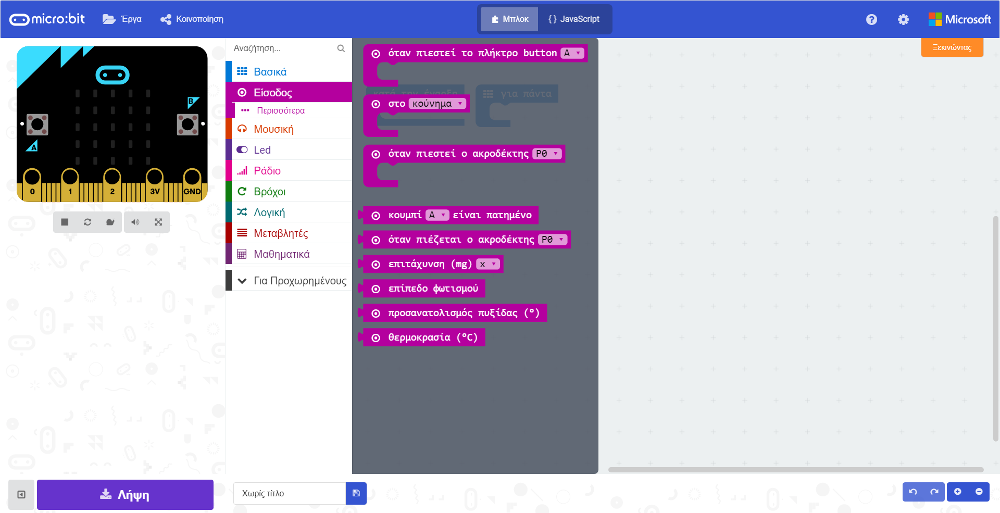 micro:bit
Έργα
Κοινοποίηση
Μπλοκ
{} JavaScript
Microsoft
Ξεκινώντας
Αναζήτηση...
Βασικά
Είσοδος
Περισσότερα
Μουσική
Led
Ράδιο
Βρόχοι
Λογική
Μεταβλητές
Μαθηματικά
Για Προχωρημένους
όταν πιεστεί το πλήκτρο button A
κατά την έναρξη
για πάντα
στο κούνημα
όταν πιεστεί ο ακροδέκτης P0
κουμπί A είναι πατημένο
όταν πιέζεται ο ακροδέκτης P0
επιτάχυνση (mg) x
επίπεδο φωτισμού
προσανατολισμός πυξίδας (°)
θερμοκρασία (°C)
B
A
0 1 2 3V GND
Λήψη
Χωρίς τίτλο